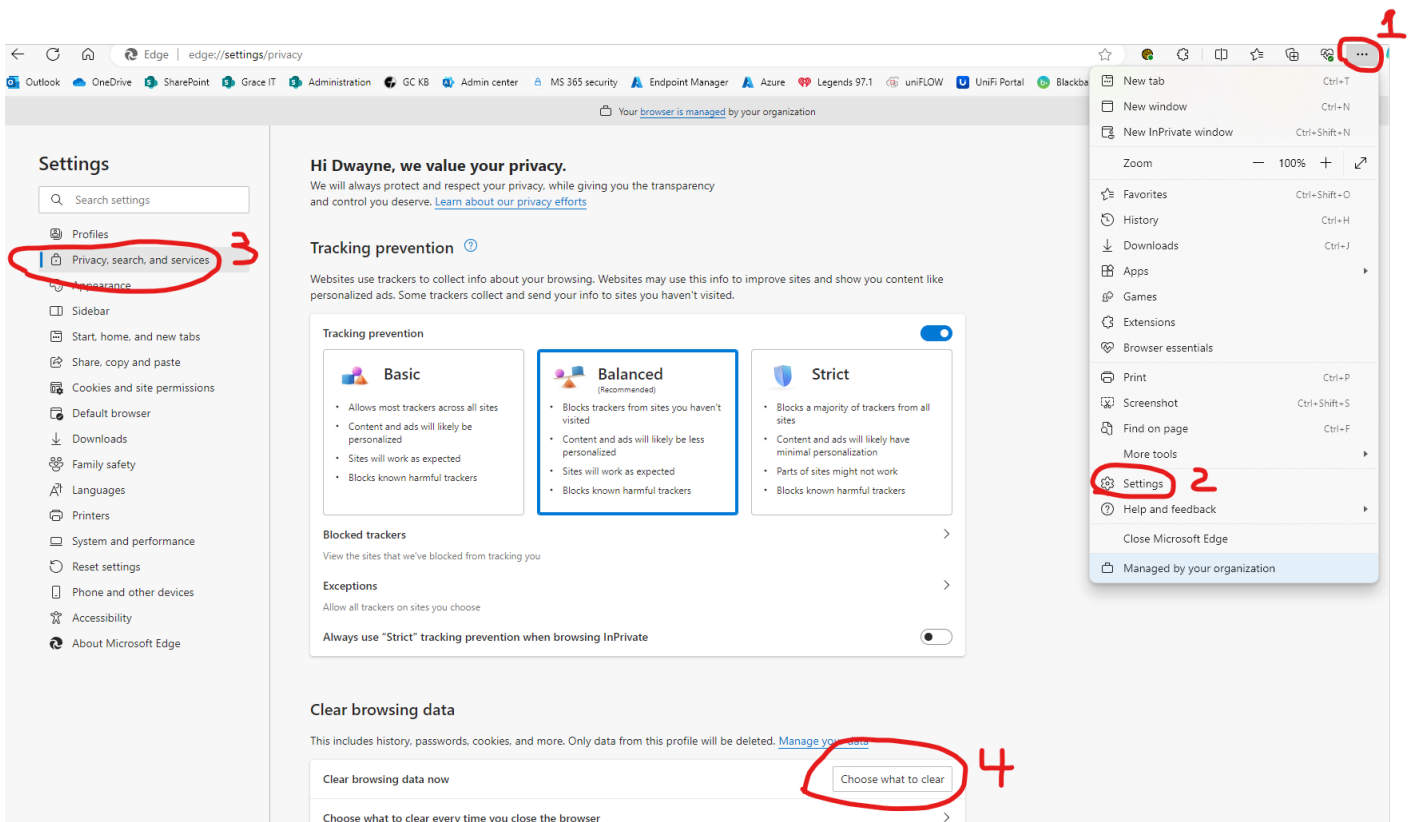 1
Edge | edge://settings/privacy
Outlook OneDrive SharePoint Grace IT Administration GC KB Admin center MS 365 security Endpoint Manager Azure Legends 97.1 uniFLOW UniFi Portal Blackba
Your browser is managed by your organization
Settings
Search settings
Profiles
3
Privacy, search, and services
Appearance
Sidebar
Start, home, and new tabs
Share, copy and paste
Cookies and site permissions
Default browser
Downloads
Family safety
Languages
Printers
System and performance
Reset settings
Phone and other devices
Accessibility
About Microsoft Edge
Hi Dwayne, we value your privacy.
We will always protect and respect your privacy, while giving you the transparency
and control you deserve. Learn about our privacy efforts
Tracking prevention
Websites use trackers to collect info about your browsing. Websites may use this info to improve sites and show you content like
personalized ads. Some trackers collect and send your info to sites you haven't visited.
Tracking prevention
Basic
• Allows most trackers across all sites
• Content and ads will likely be
personalized
• Sites will work as expected
• Blocks known harmful trackers
Balanced
(Recommended)
• Blocks trackers from sites you haven't
visited
• Content and ads will likely be less
personalized
• Sites will work as expected
• Blocks known harmful trackers
Strict
• Blocks a majority of trackers from all
sites
• Content and ads will likely have
minimal personalization
• Parts of sites might not work
• Blocks known harmful trackers
Blocked trackers
View the sites that we've blocked from tracking you
Exceptions
Allow all trackers on sites you choose
Always use "Strict" tracking prevention when browsing InPrivate
Clear browsing data
This includes history, passwords, cookies, and more. Only data from this profile will be deleted. Manage your data
Clear browsing data now
Choose what to clear
4
Choose what to clear every time you close the browser
New tab Ctrl+T
New window Ctrl+N
New InPrivate window Ctrl+Shift+N
Zoom — 100% +
Favorites Ctrl+Shift+O
History Ctrl+H
Downloads Ctrl+J
Apps
Games
Extensions
Browser essentials
Print Ctrl+P
Screenshot Ctrl+Shift+S
Find on page Ctrl+F
More tools
Settings 2
Help and feedback
Close Microsoft Edge
Managed by your organization